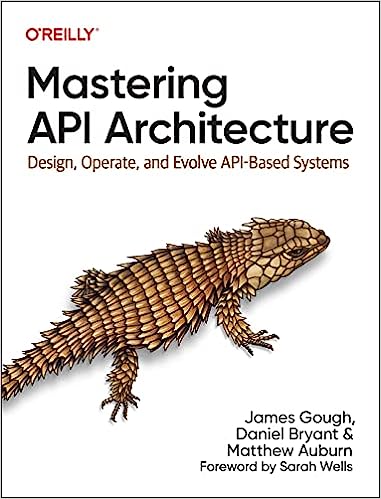 O'REILLY®
Mastering
API Architecture
Design, Operate, and Evolve API-Based Systems
James Gough,
Daniel Bryant &
Matthew Auburn
Foreword by Sarah Wells